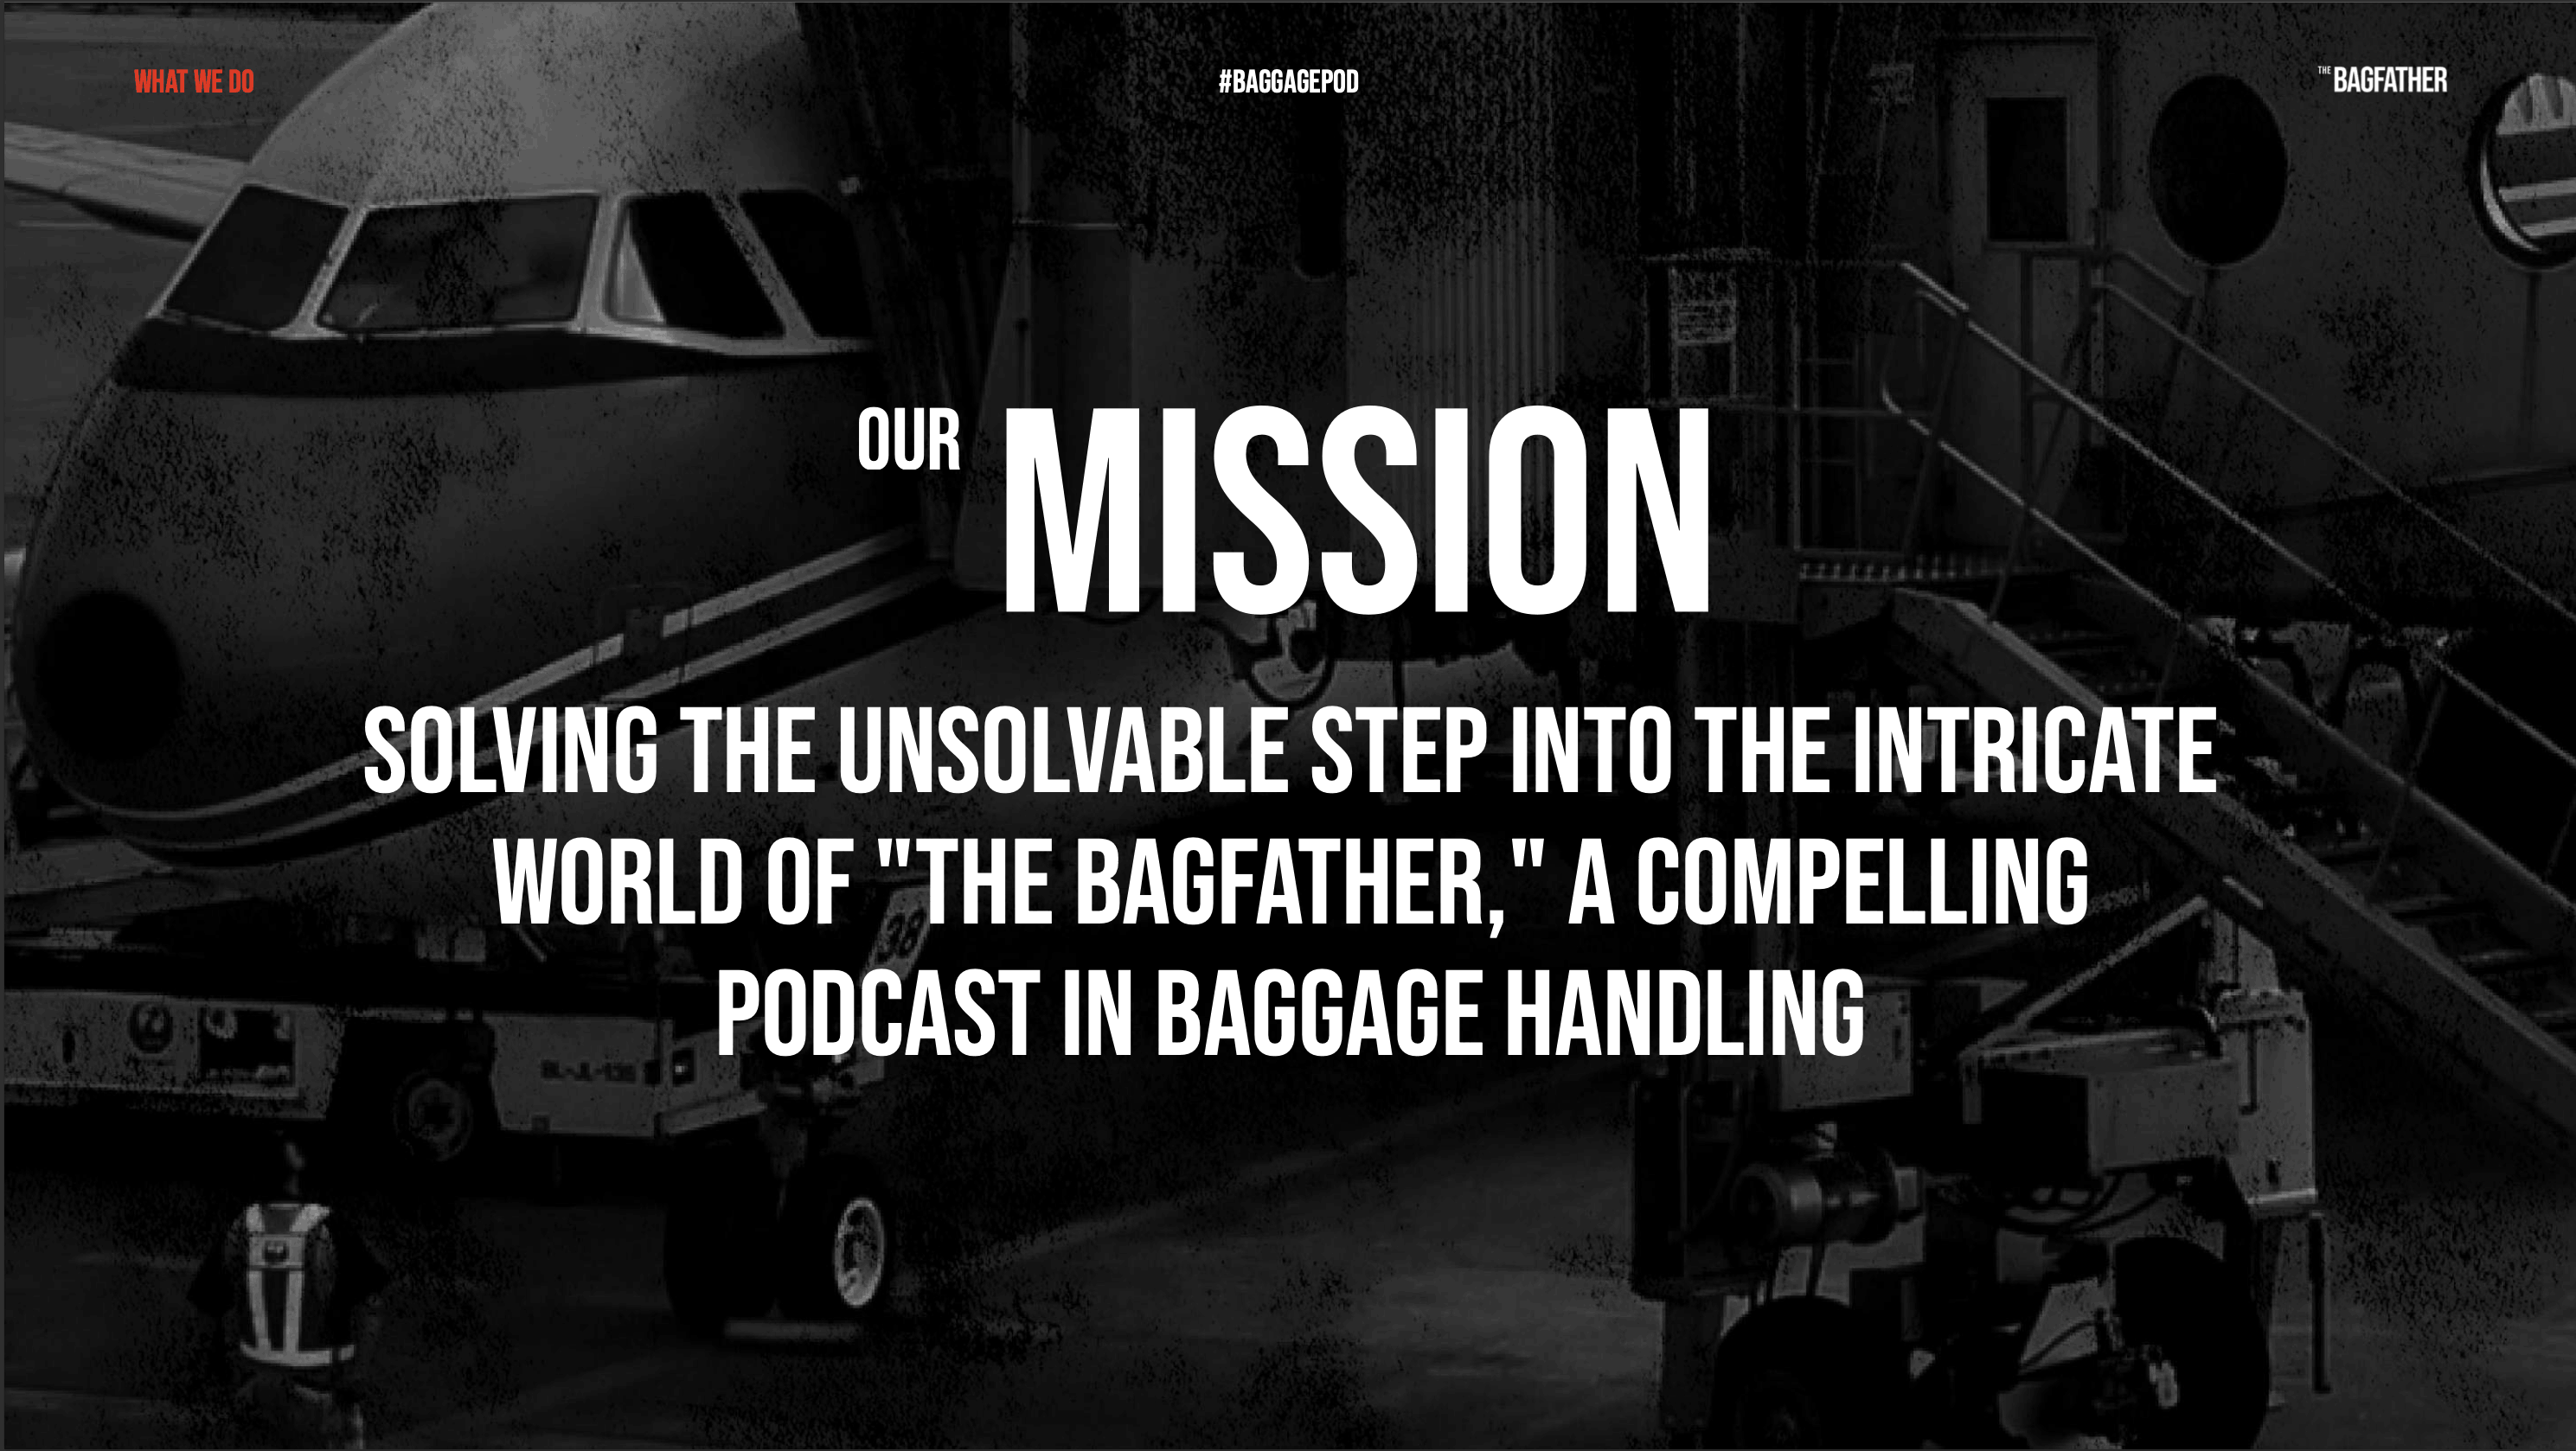 WHAT WE DO
#BAGGAGEPOD
THE BAGFATHER
OUR MISSION
SOLVING THE UNSOLVABLE STEP INTO THE INTRICATE
WORLD OF "THE BAGFATHER," A COMPELLING
PODCAST IN BAGGAGE HANDLING
38